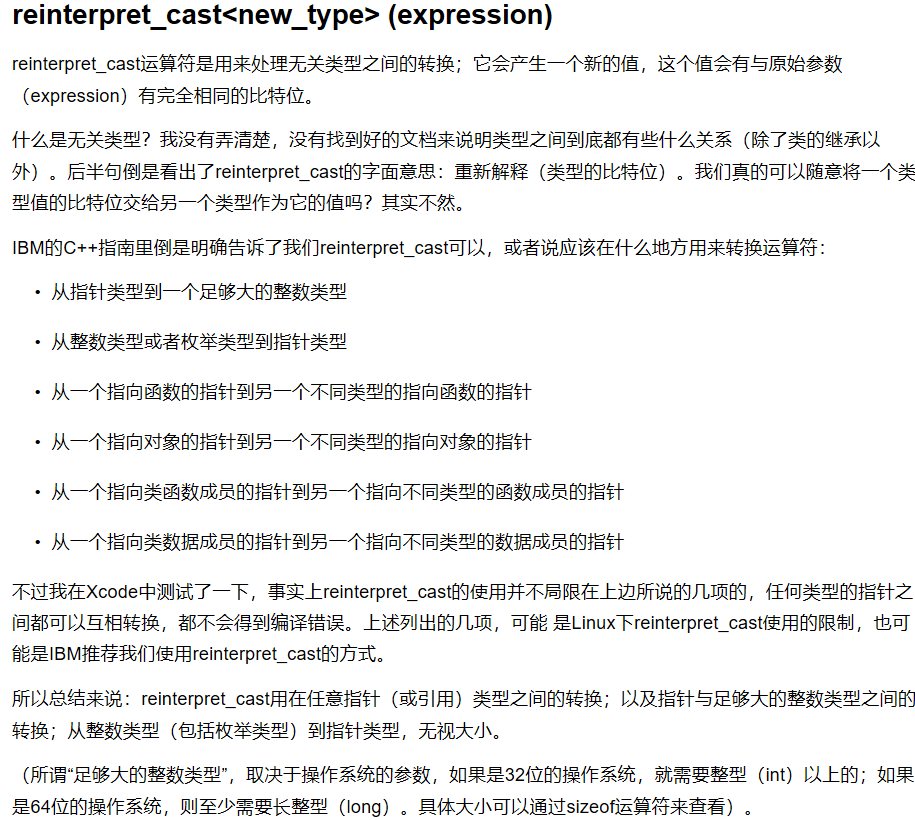 reinterpret_cast<new_type> (expression)
reinterpret_cast运算符是用来处理无关类型之间的转换；它会产生一个新的值，这个值会有与原始参数
（expression）有完全相同的比特位。
什么是无关类型？我没有弄清楚，没有找到好的文档来说明类型之间到底都有些什么关系（除了类的继承以
外）。后半句倒是看出了reinterpret_cast的字面意思：重新解释（类型的比特位）。我们真的可以随意将一个类
型值的比特位交给另一个类型作为它的值吗？其实不然。
IBM的C++指南里倒是明确告诉了我们reinterpret_cast可以，或者说应该在什么地方用来转换运算符：
• 从指针类型到一个足够大的整数类型
• 从整数类型或者枚举类型到指针类型
• 从一个指向函数的指针到另一个不同类型的指向函数的指针
• 从一个指向对象的指针到另一个不同类型的指向对象的指针
• 从一个指向类函数成员的指针到另一个指向不同类型的函数成员的指针
• 从一个指向类数据成员的指针到另一个指向不同类型的数据成员的指针
不过我在Xcode中测试了一下，事实上reinterpret_cast的使用并不局限在上边所说的几项的，任何类型的指针之
间都可以互相转换，都不会得到编译错误。上述列出的几项，可能 是Linux下reinterpret_cast使用的限制，也可
能是IBM推荐我们使用reinterpret_cast的方式。
所以总结来说：reinterpret_cast用在任意指针（或引用）类型之间的转换；以及指针与足够大的整数类型之间的
转换；从整数类型（包括枚举类型）到指针类型，无视大小。
（所谓“足够大的整数类型”，取决于操作系统的参数，如果是32位的操作系统，就需要整型（int）以上的；如果
是64位的操作系统，则至少需要长整型（long）。具体大小可以通过sizeof运算符来查看）。